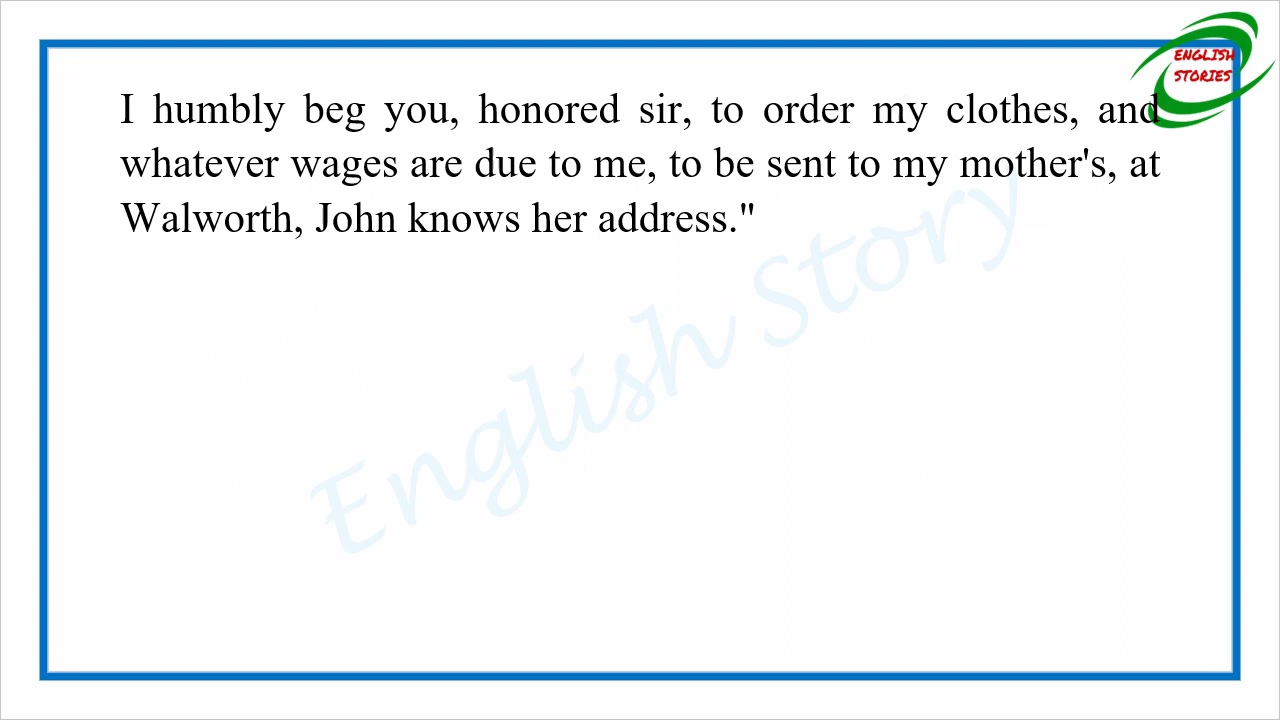 ENGLISH
STORIES
I humbly beg you, honored sir, to order my clothes, and
whatever wages are due to me, to be sent to my mother's, at
Walworth, John knows her address."
English Story